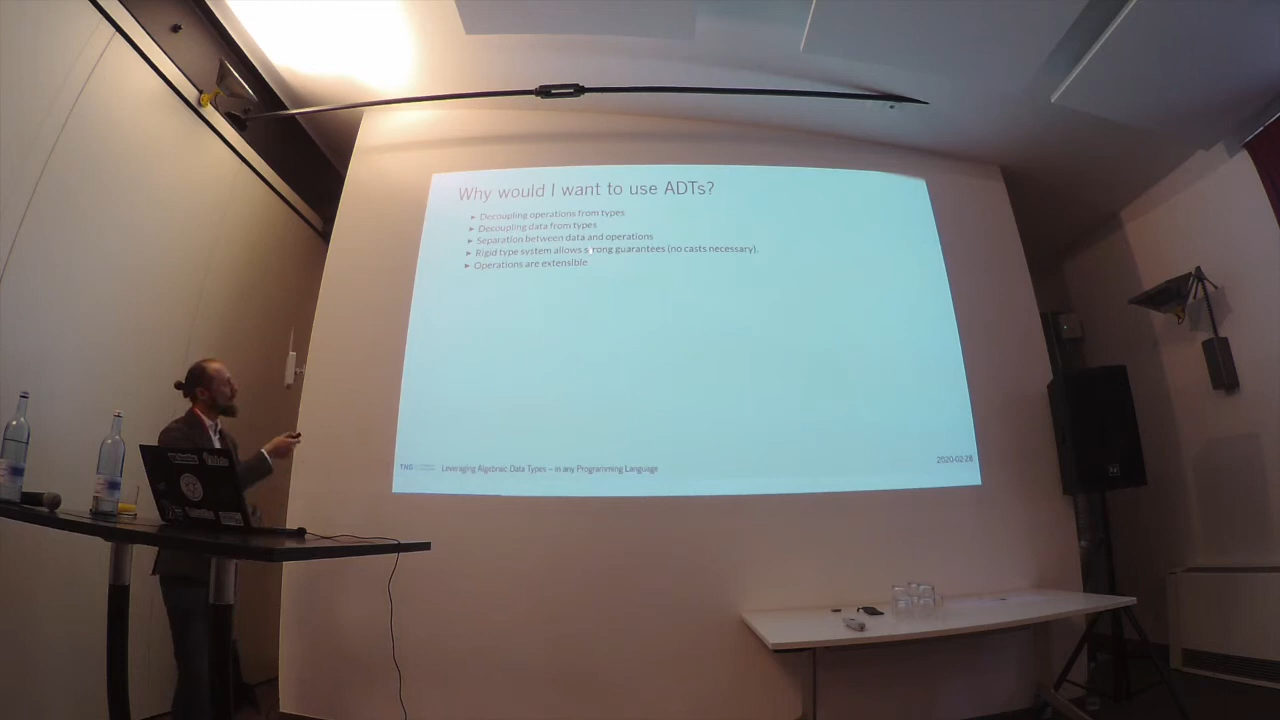 Why would I want to use ADTs?
► Decoupling operations from types
► Decoupling data from types
► Separation between data and operations
► Rigid type system allows strong guarantees (no casts necessary).
► Operations are extensible
TNG
Leveraging Algebraic Data Types – in any Programming Language
2020-02-28